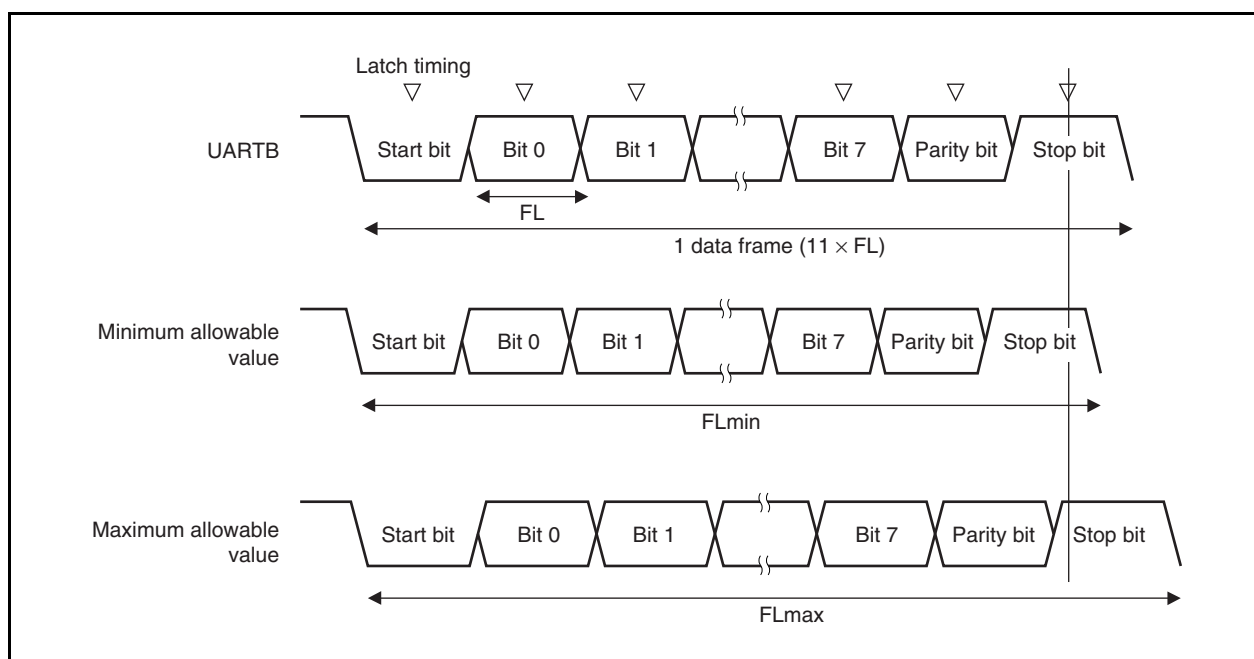 Latch timing
UARTB
Start bit
Bit 0
Bit 1
Bit 7
Parity bit
Stop bit
FL
1 data frame (11 × FL)
Minimum allowable
value
Start bit
Bit 0
Bit 1
Bit 7
Parity bit
Stop bit
FLmin
Maximum allowable
value
Start bit
Bit 0
Bit 1
Bit 7
Parity bit
Stop bit
FLmax